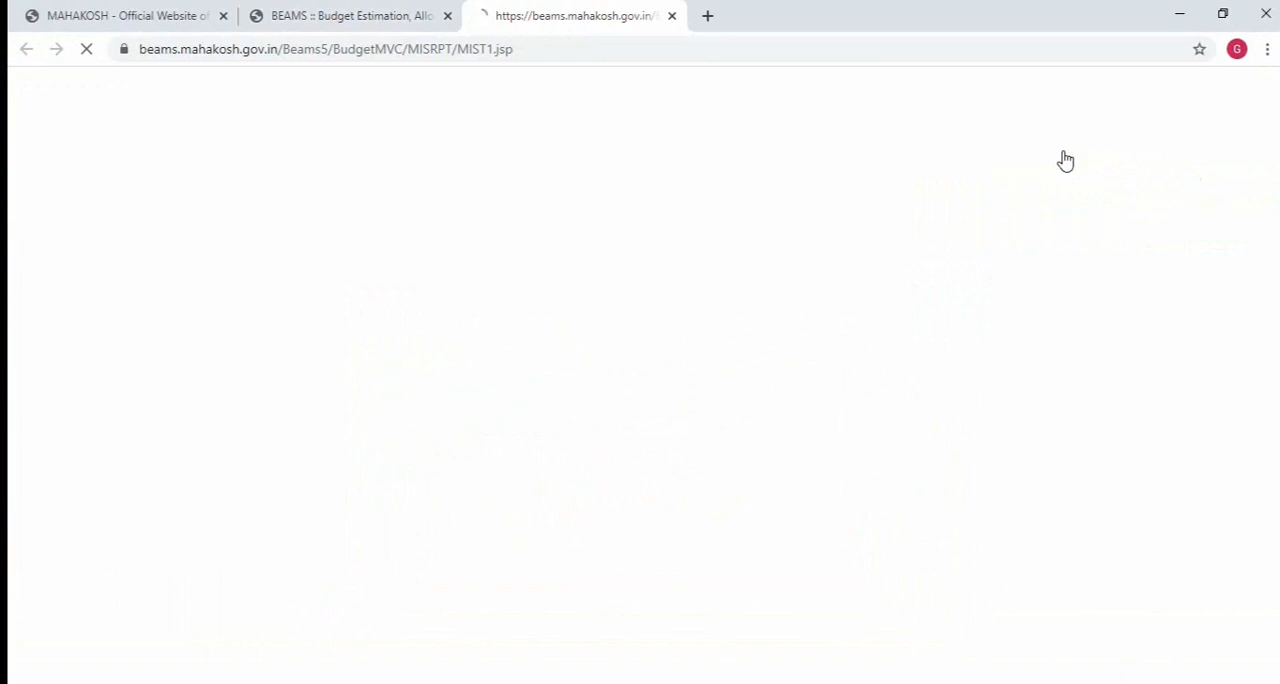 MAHAKOSH - Official Website of
BEAMS :: Budget Estimation, Allo
https://beams.mahakosh.gov.in/
beams.mahakosh.gov.in/Beams5/BudgetMVC/MISRPT/MIST1.jsp
G